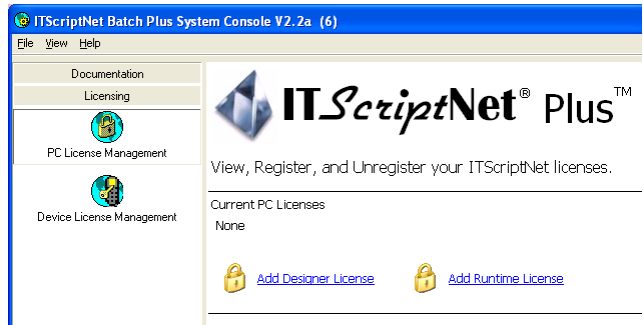 ITScriptNet Batch Plus System Console V2.2a (6)
File View Help
Documentation
Licensing
PC License Management
Device License Management
ITScriptNet® Plus™
View, Register, and Unregister your ITScriptNet licenses.
Current PC Licenses
None
Add Designer License Add Runtime License